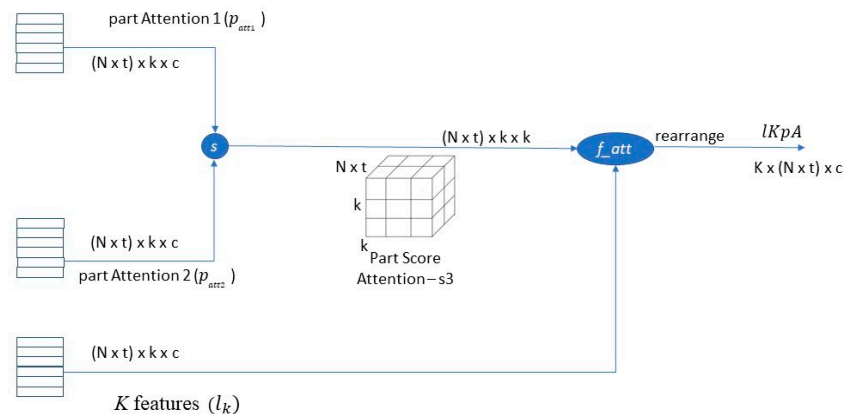 part Attention 1 (p_att1)
(N x t) x k x c
s
(N x t) x k x k
f_att
rearrange
lKpA
K x (N x t) x c
N x t
k
k
Part Score
Attention – s3
(N x t) x k x c
part Attention 2 (p_att2)
(N x t) x k x c
K features (l_k)